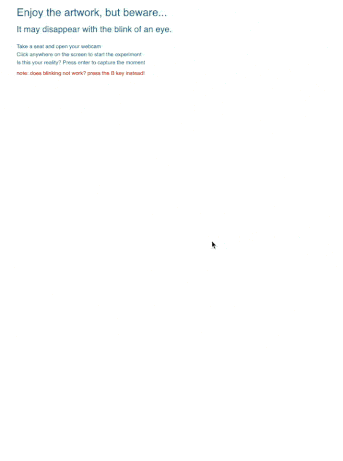 Enjoy the artwork, but beware...
It may disappear with the blink of an eye.
Take a seat and open your webcam
Click anywhere on the screen to start the experiment
Is this your reality? Press enter to capture the moment
note: does blinking not work? press the B key instead!